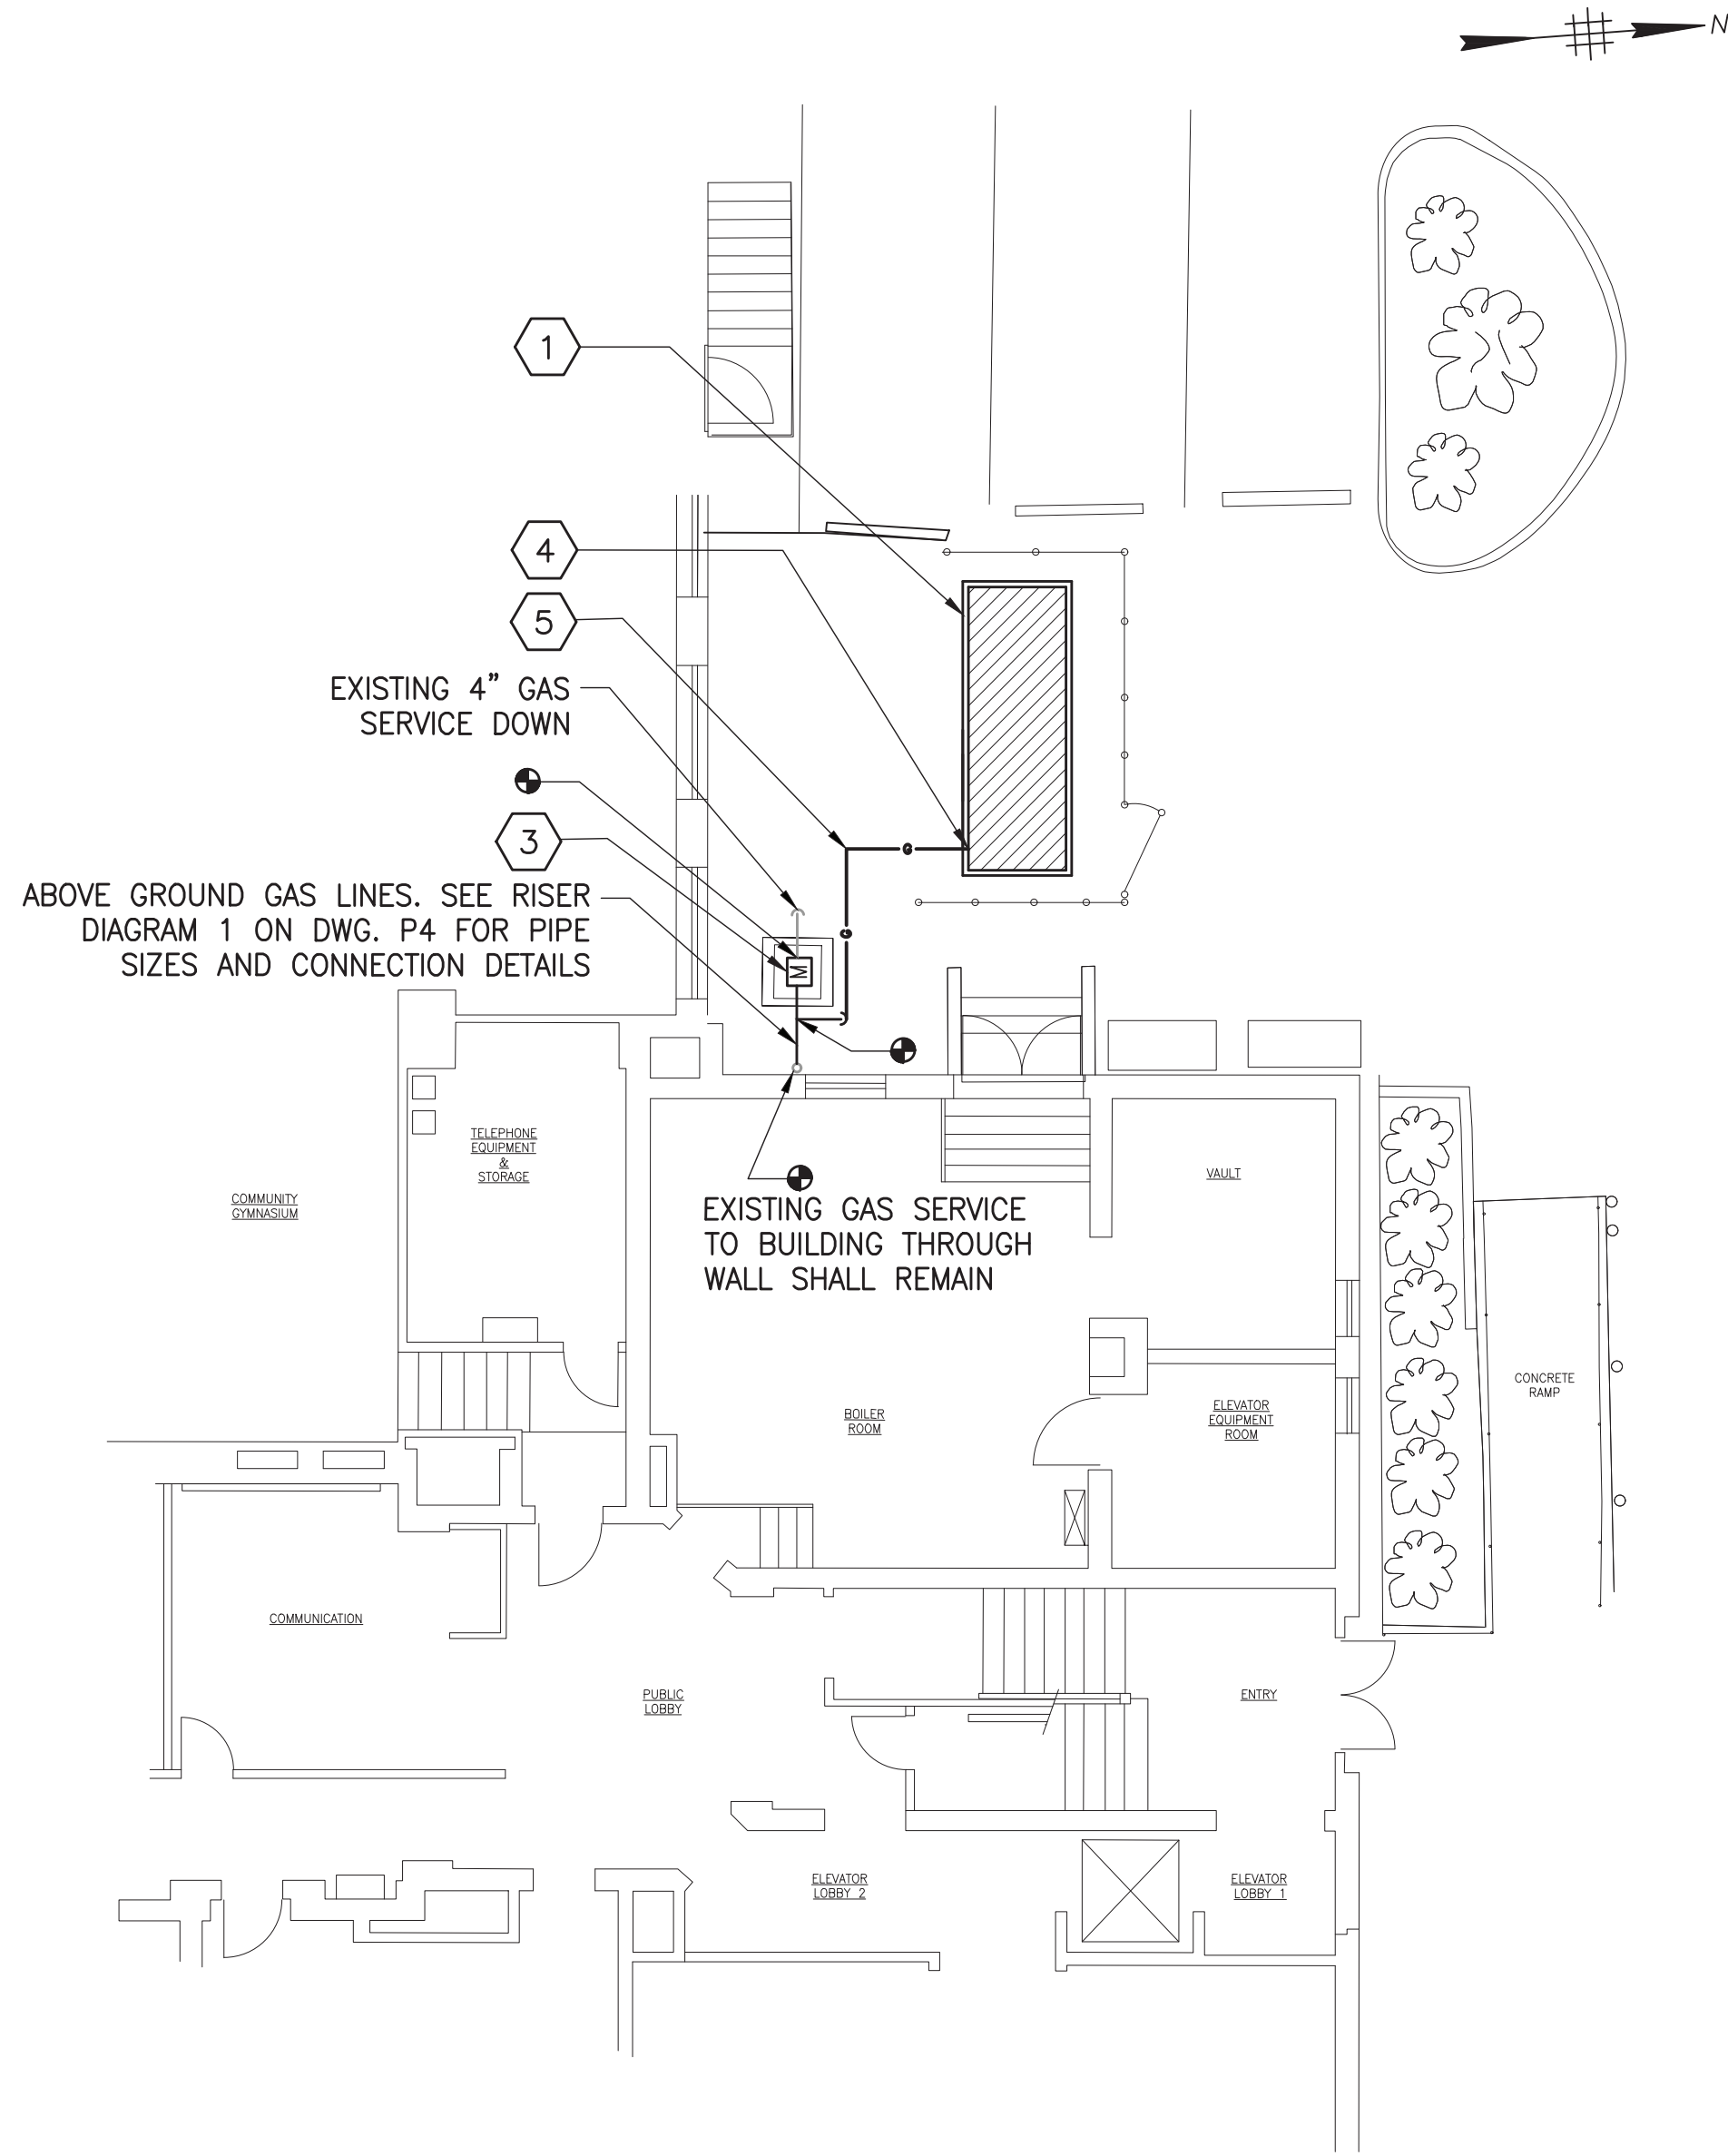 N
1
4
5
EXISTING 4” GAS
SERVICE DOWN
3
ABOVE GROUND GAS LINES. SEE RISER
DIAGRAM 1 ON DWG. P4 FOR PIPE
SIZES AND CONNECTION DETAILS
G
G
M
TELEPHONE
EQUIPMENT
&
STORAGE
COMMUNITY
GYMNASIUM
VAULT
EXISTING GAS SERVICE
TO BUILDING THROUGH
WALL SHALL REMAIN
CONCRETE
RAMP
BOILER
ROOM
ELEVATOR
EQUIPMENT
ROOM
COMMUNICATION
PUBLIC
LOBBY
ENTRY
ELEVATOR
LOBBY 2
ELEVATOR
LOBBY 1